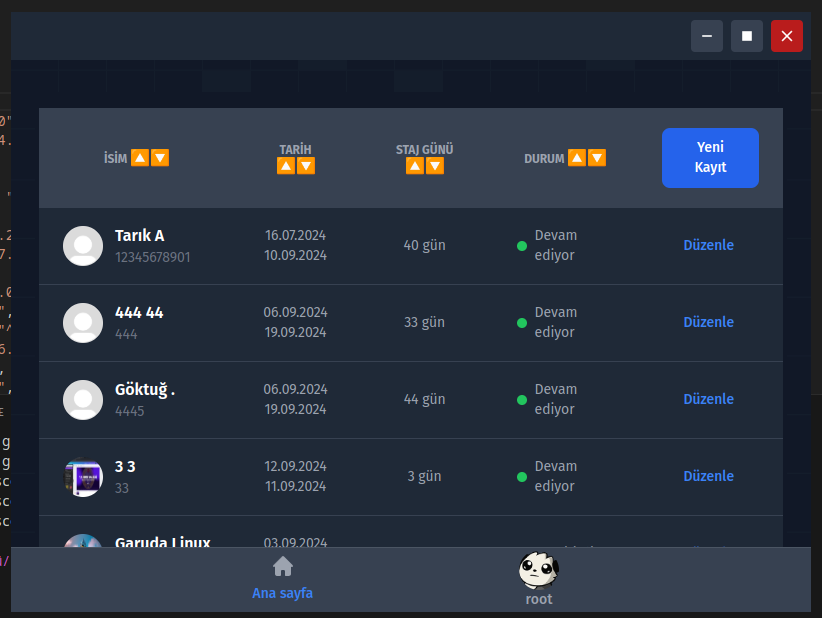 İSİM 🔼🔽
TARİH
🔼🔽
STAJ GÜNÜ
🔼🔽
DURUM 🔼🔽
Yeni
Kayıt
Tarık A
12345678901
16.07.2024
10.09.2024
40 gün
Devam
ediyor
Düzenle
444 44
444
06.09.2024
19.09.2024
33 gün
Devam
ediyor
Düzenle
Göktuğ .
4445
06.09.2024
19.09.2024
44 gün
Devam
ediyor
Düzenle
3 3
33
12.09.2024
11.09.2024
3 gün
Devam
ediyor
Düzenle
Garuda Linux
03.09.2024
Ana sayfa
root